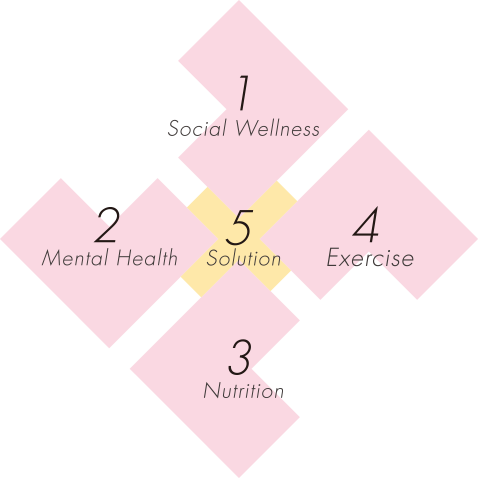 1
Social Wellness
2
Mental Health
5
Solution
4
Exercise
3
Nutrition